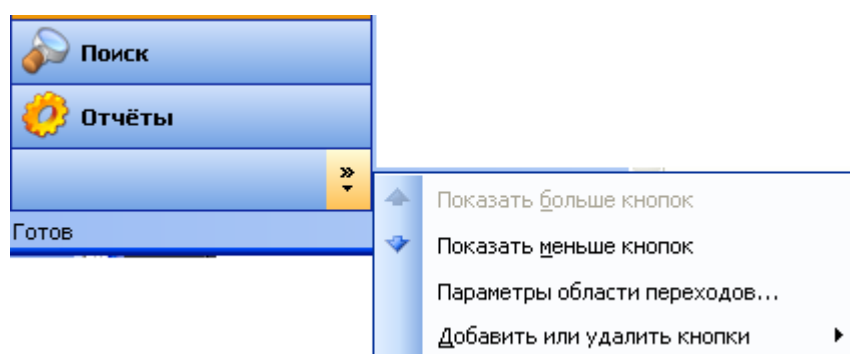 Поиск
Отчёты
Готов
Показать больше кнопок
Показать меньше кнопок
Параметры области переходов...
Добавить или удалить кнопки